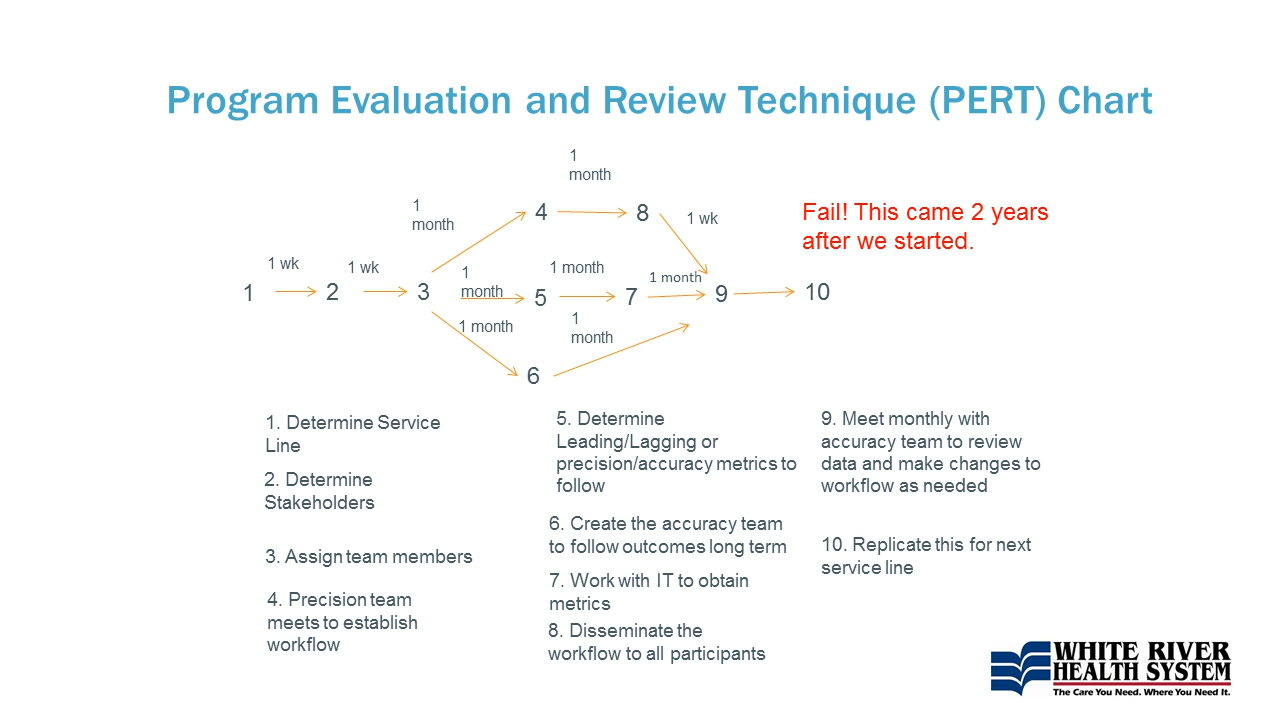 Program Evaluation and Review Technique (PERT) Chart
1
month
1
month
4
8
1 wk
Fail! This came 2 years
after we started.
1 wk
1 wk
1
month
1 month
1 month
1
2
3
5
7
9
10
1 month
1
month
6
1. Determine Service
Line
2. Determine
Stakeholders
3. Assign team members
4. Precision team
meets to establish
workflow
5. Determine
Leading/Lagging or
precision/accuracy metrics to
follow
6. Create the accuracy team
to follow outcomes long term
7. Work with IT to obtain
metrics
8. Disseminate the
workflow to all participants
9. Meet monthly with
accuracy team to review
data and make changes to
workflow as needed
10. Replicate this for next
service line
WHITE RIVER
HEALTH SYSTEM
The Care You Need. Where You Need It.